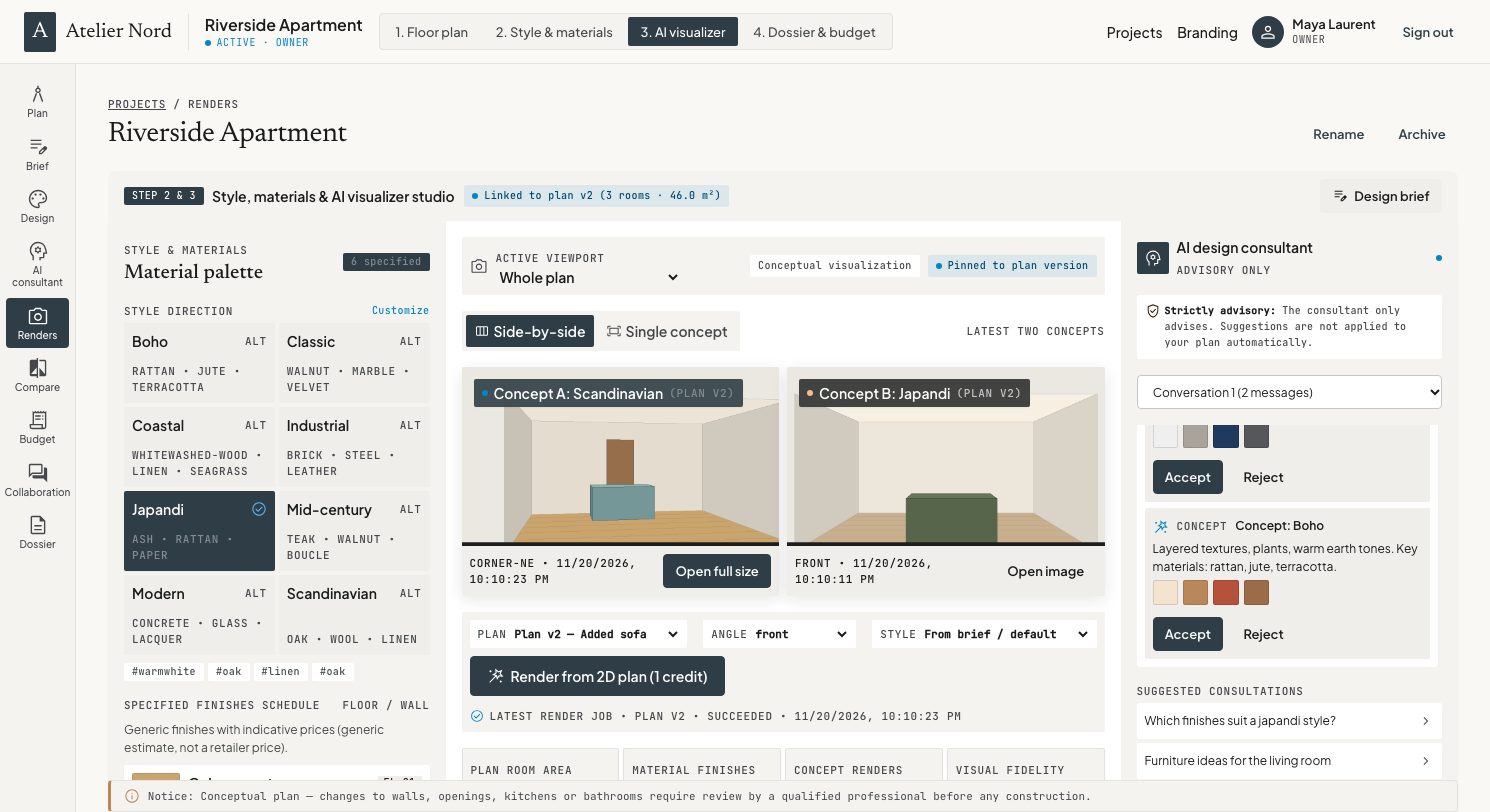 A Atelier Nord
Riverside Apartment
ACTIVE · OWNER
1. Floor plan
2. Style & materials
3. AI visualizer
4. Dossier & budget
Projects
Branding
Maya Laurent
OWNER
Sign out
Plan
Brief
Design
AI
consultant
Renders
Compare
Budget
Collaboration
Dossier
PROJECTS / RENDERS
Riverside Apartment
Rename
Archive
STEP 2 & 3
Style, materials & AI visualizer studio
Linked to plan v2 (3 rooms · 46.0 m²)
Design brief
STYLE & MATERIALS
Material palette
6 specified
STYLE DIRECTION
Customize
Boho ALT
RATTAN • JUTE •
TERRACOTTA
Classic ALT
WALNUT • MARBLE •
VELVET
Coastal ALT
WHITEWASHED-WOOD •
LINEN • SEAGRASS
Industrial ALT
BRICK • STEEL •
LEATHER
Japandi
ASH • RATTAN •
PAPER
Mid-century ALT
TEAK • WALNUT •
BOUCLE
Modern ALT
CONCRETE • GLASS •
LACQUER
Scandinavian ALT
OAK • WOOL • LINEN
#warmwhite #oak #linen #oak
SPECIFIED FINISHES SCHEDULE FLOOR / WALL
Generic finishes with indicative prices (generic
estimate, not a retailer price).
ACTIVE VIEWPORT
Whole plan
Conceptual visualization
Pinned to plan version
Side-by-side
Single concept
LATEST TWO CONCEPTS
Concept A: Scandinavian (PLAN V2)
CORNER-NE • 11/20/2026,
10:10:23 PM
Open full size
Concept B: Japandi (PLAN V2)
FRONT • 11/20/2026,
10:10:11 PM
Open image
PLAN Plan v2 — Added sofa
ANGLE front
STYLE From brief / default
Render from 2D plan (1 credit)
LATEST RENDER JOB • PLAN V2 • SUCCEEDED • 11/20/2026, 10:10:23 PM
PLAN ROOM AREA
MATERIAL FINISHES
CONCEPT RENDERS
VISUAL FIDELITY
AI design consultant
ADVISORY ONLY
Strictly advisory: The consultant only
advises. Suggestions are not applied to
your plan automatically.
Conversation 1 (2 messages)
Accept
Reject
CONCEPT Concept: Boho
Layered textures, plants, warm earth tones. Key
materials: rattan, jute, terracotta.
Accept
Reject
SUGGESTED CONSULTATIONS
Which finishes suit a japandi style?
Furniture ideas for the living room
Notice: Conceptual plan — changes to walls, openings, kitchens or bathrooms require review by a qualified professional before any construction.